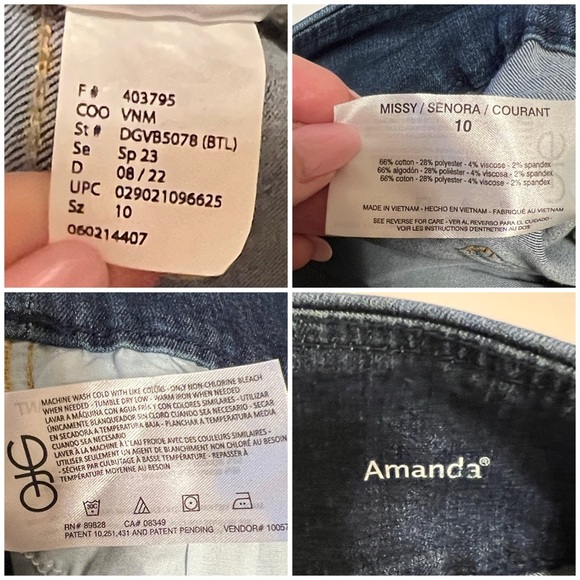 F# 403795
COO VNM
St# DGVB5078 (BTL)
Se Sp 23
D 08 / 22
UPC 029021096625
Sz 10
060214407
MISSY / SENORA / COURANT
10
66% cotton - 28% polyester - 4% viscose - 2% spandex
66% algodón - 28% poliéster - 4% viscose - 2% spandex
66% coton - 28% polyester - 4% viscose - 2% spandex
MADE IN VIETNAM - HECHO EN VIETNAM - FABRIQUÉ AU VIETNAM
SEE REVERSE FOR CARE - VER AL REVERSO PARA EL CUIDADO
VOIR LES INSTRUCTIONS D'ENTRETIEN AU DOS
MACHINE WASH COLD WITH LIKE COLORS - ONLY NON-CHLORINE BLEACH
WHEN NEEDED - TUMBLE DRY LOW - WARM IRON WHEN NEEDED
LAVAR A MÁQUINA CON AGUA FRÍA Y CON COLORES SIMILARES - UTILIZAR
ÚNICAMENTE BLANQUEADOR SIN CLORO CUANDO SEA NECESARIO - SECAR
EN SECADORA A TEMPERATURA BAJA - PLANCHAR A TEMPERATURA MEDIA
CUANDO SEA NECESARIO
LAVER À LA MACHINE À L'EAU FROIDE AVEC DES COULEURS SIMILAIRES -
UTILISER SEULEMENT UN AGENT DE BLANCHIMENT NON CHLORÉ AU BESOIN
- SÉCHER PAR CULBUTAGE À BASSE TEMPÉRATURE - REPASSER À
TEMPÉRATURE MOYENNE AU BESOIN
30C
RN# 89828 CA# 08349 VENDOR# 10057
PATENT 10,251,431 AND PATENT PENDING
Amanda®